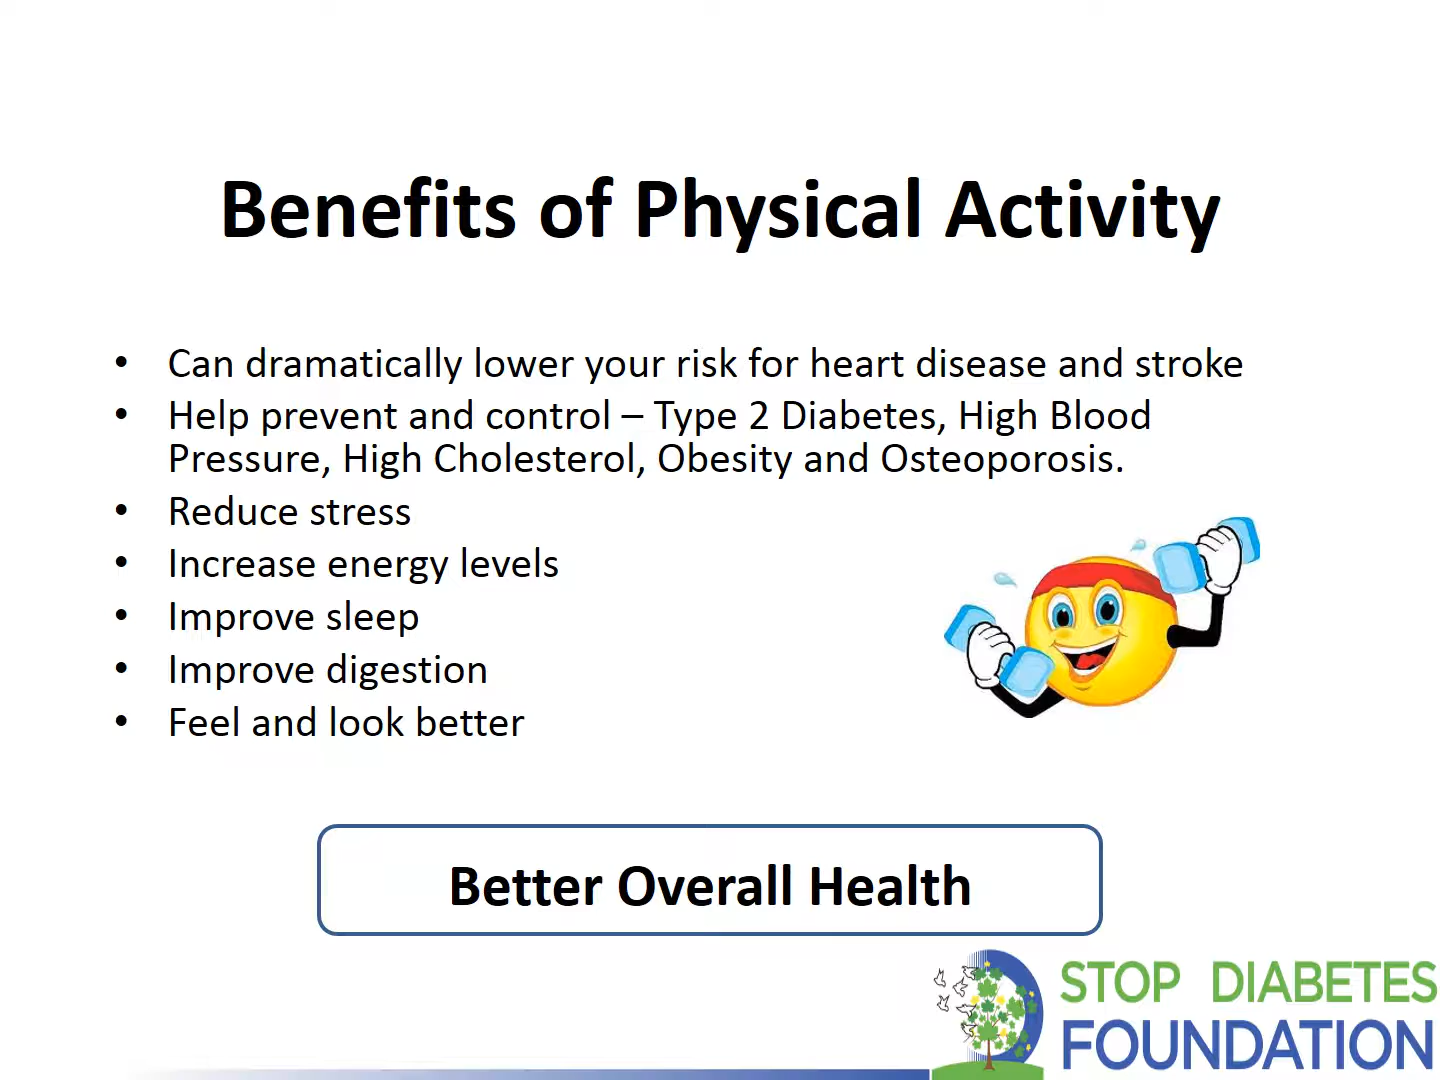 Benefits of Physical Activity
• Can dramatically lower your risk for heart disease and stroke
• Help prevent and control – Type 2 Diabetes, High Blood
Pressure, High Cholesterol, Obesity and Osteoporosis.
• Reduce stress
• Increase energy levels
• Improve sleep
• Improve digestion
• Feel and look better
Better Overall Health
STOP DIABETES
FOUNDATION